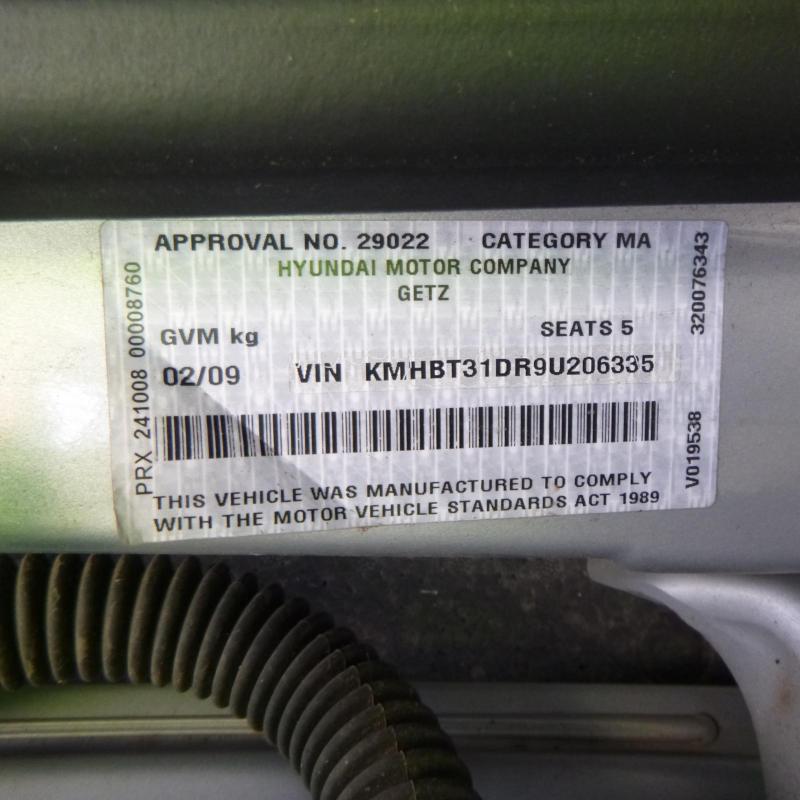 APPROVAL NO. 29022 CATEGORY MA
HYUNDAI MOTOR COMPANY
GETZ
GVM kg SEATS 5
02/09 VIN KMHBT31DR9U206335
THIS VEHICLE WAS MANUFACTURED TO COMPLY
WITH THE MOTOR VEHICLE STANDARDS ACT 1989
PRX 241008 00008760
320076343
V019538